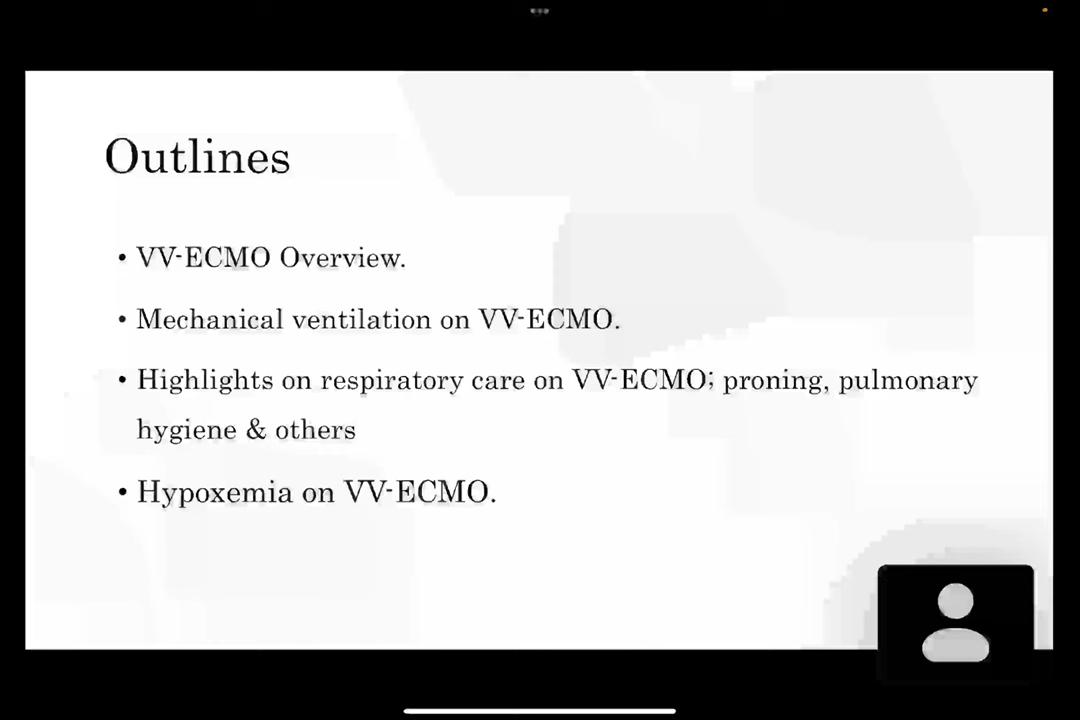 Outlines
• VV-ECMO Overview.
• Mechanical ventilation on VV-ECMO.
• Highlights on respiratory care on VV-ECMO; proning, pulmonary
hygiene & others
• Hypoxemia on VV-ECMO.